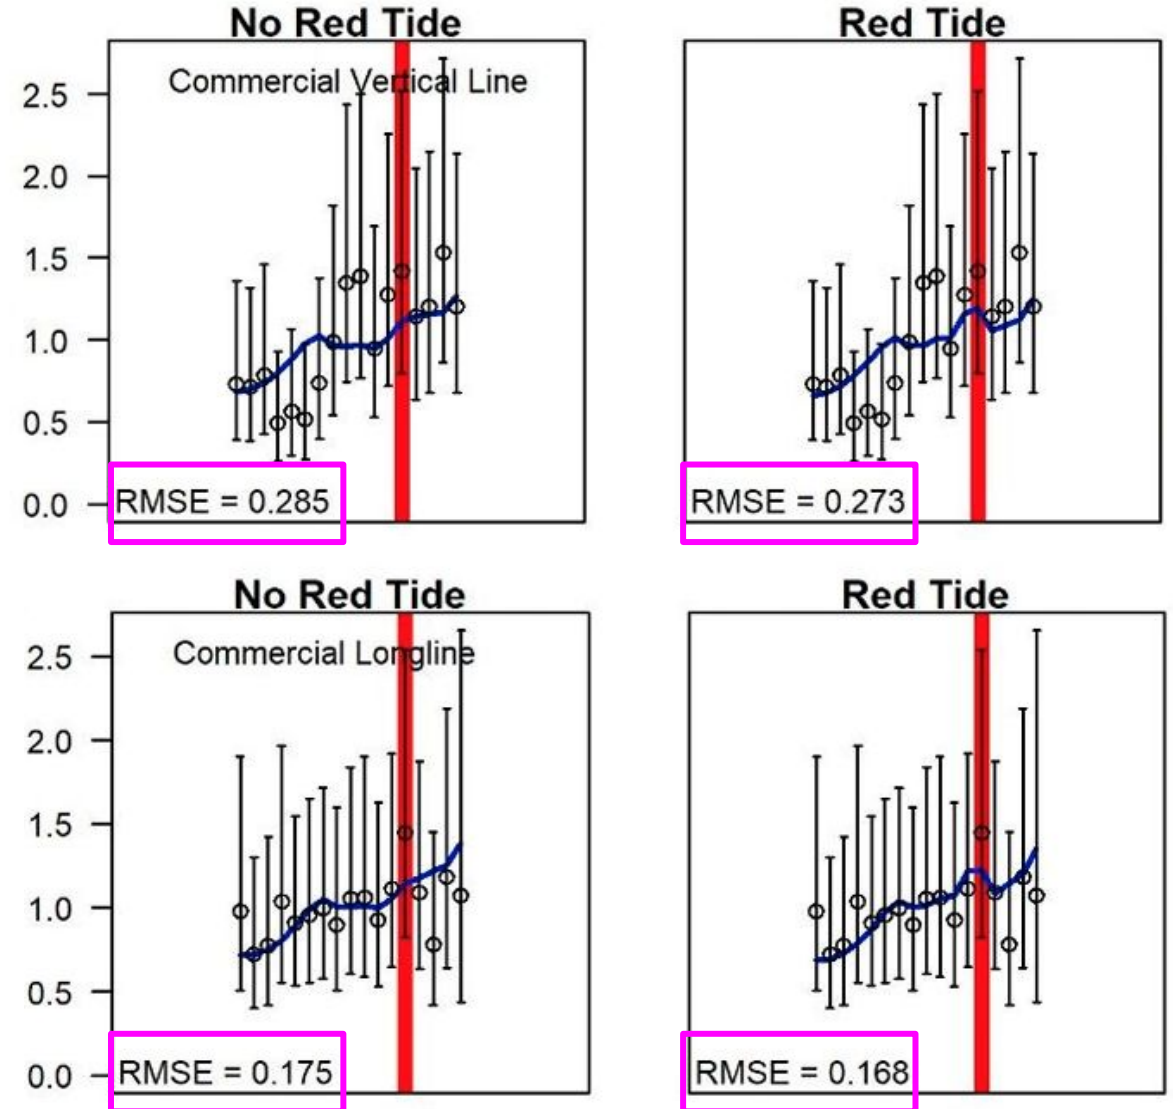 No Red Tide
Commercial Vertical Line
2.5
2.0
1.5
1.0
0.5
0.0
RMSE = 0.285
Red Tide
RMSE = 0.273
No Red Tide
Commercial Longline
2.5
2.0
1.5
1.0
0.5
0.0
RMSE = 0.175
Red Tide
RMSE = 0.168